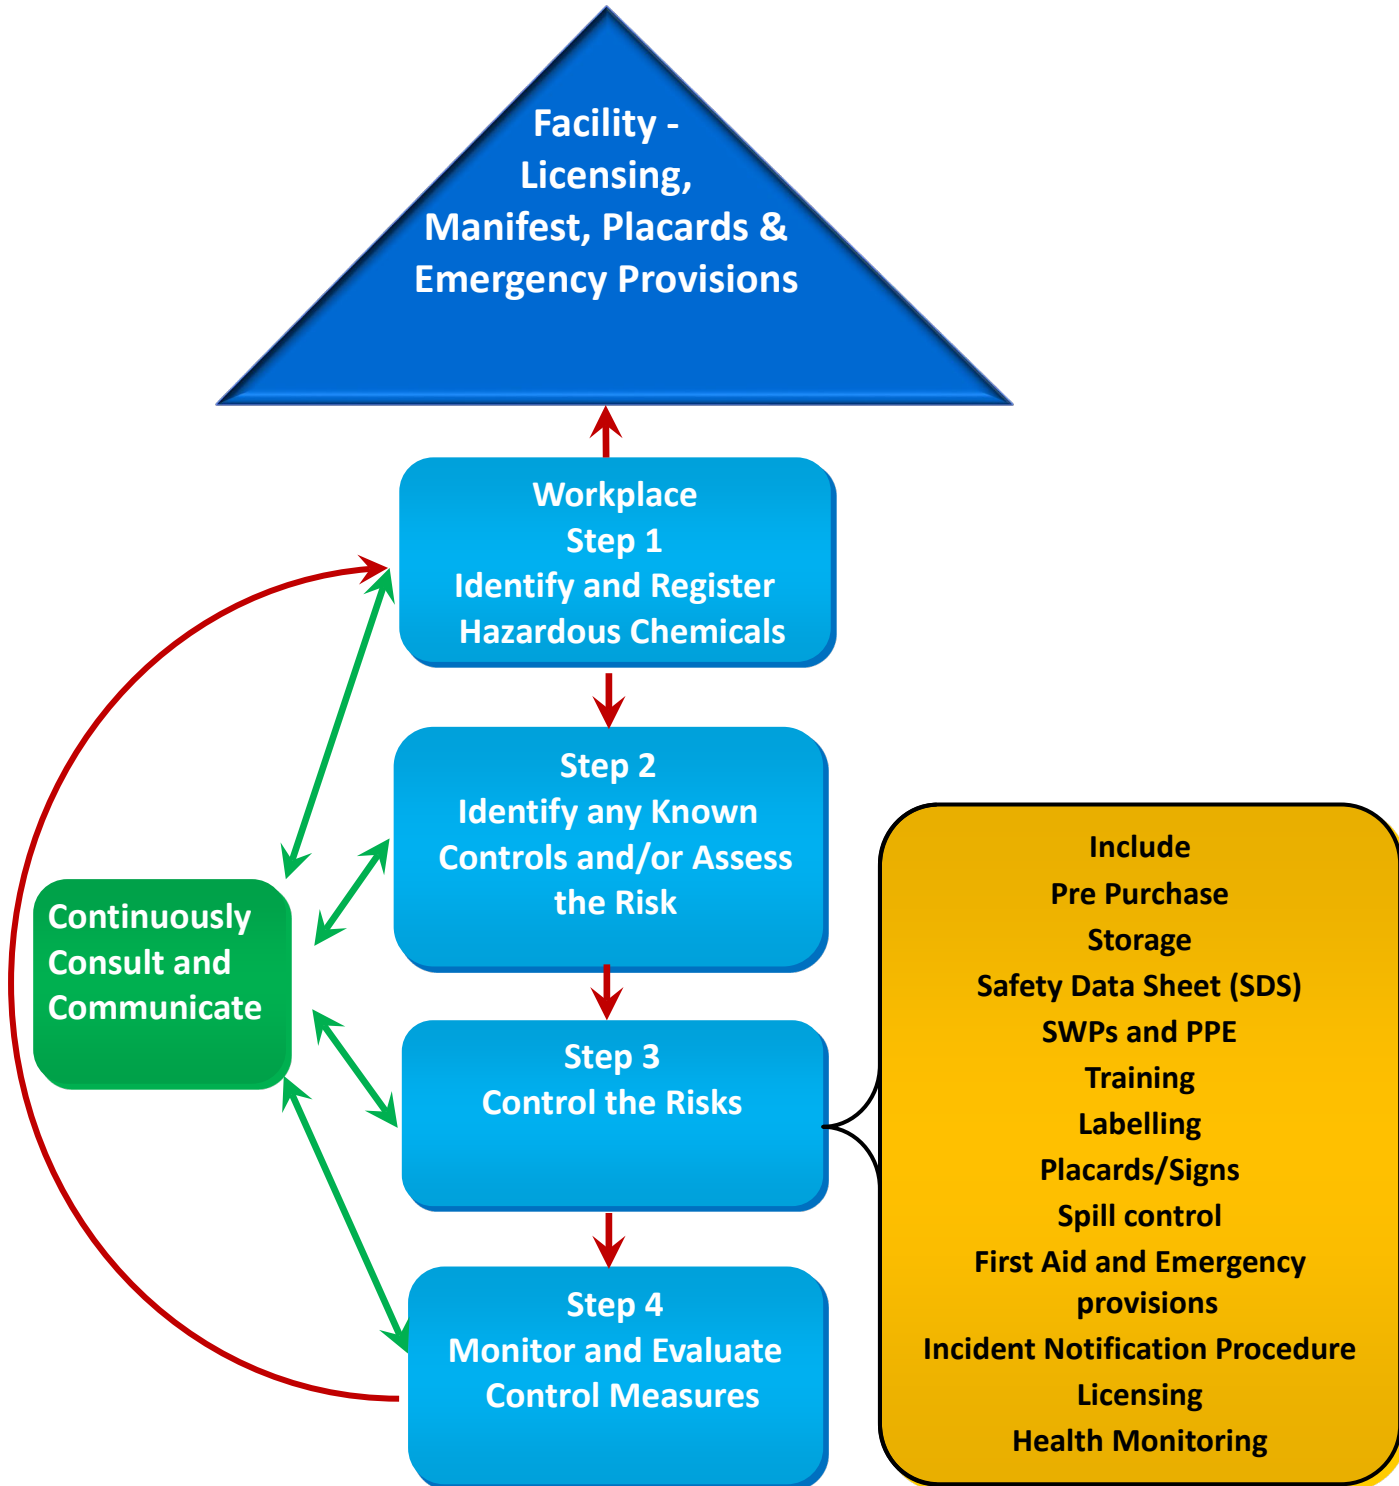 Facility -
Licensing,
Manifest, Placards &
Emergency Provisions
Workplace
Step 1
Identify and Register
Hazardous Chemicals
Step 2
Identify any Known
Controls and/or Assess
the Risk
Continuously
Consult and
Communicate
Step 3
Control the Risks
Step 4
Monitor and Evaluate
Control Measures
Include
Pre Purchase
Storage
Safety Data Sheet (SDS)
SWPs and PPE
Training
Labelling
Placards/Signs
Spill control
First Aid and Emergency
provisions
Incident Notification Procedure
Licensing
Health Monitoring